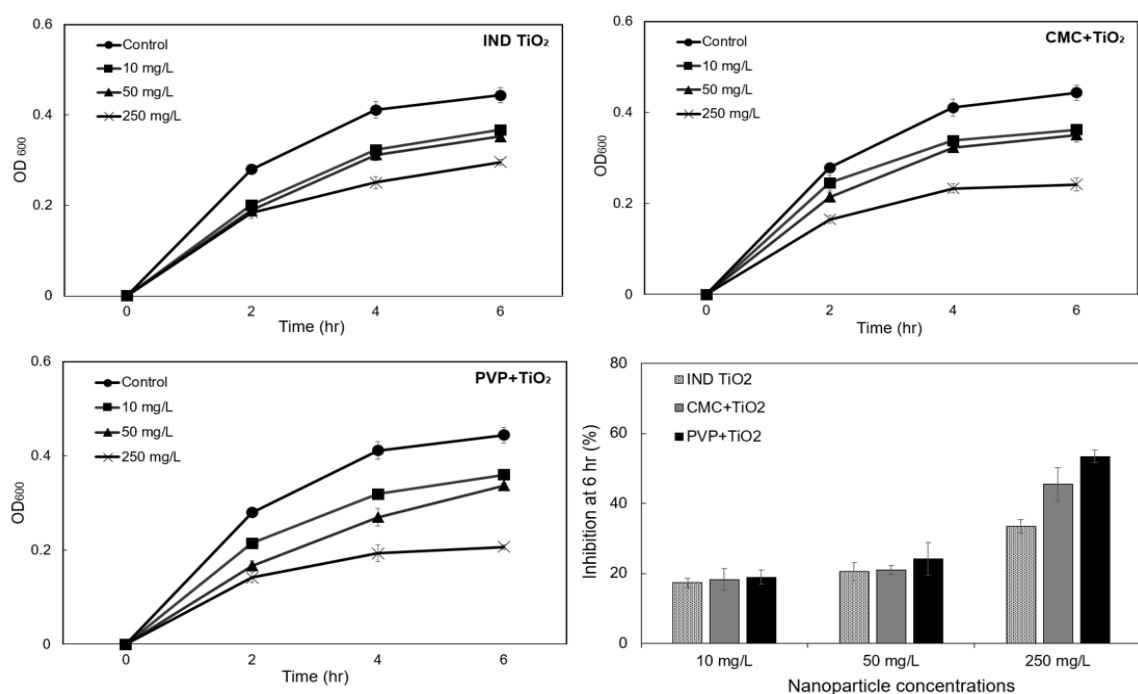 0.6
IND TiO₂
Control
10 mg/L
50 mg/L
250 mg/L
0.4
0.2
0
OD 600
0 2 4 6
Time (hr)
0.6
CMC+TiO₂
Control
10 mg/L
50 mg/L
250 mg/L
0.4
0.2
0
OD₆₀₀
0 2 4 6
Time (hr)
0.6
PVP+TiO₂
Control
10 mg/L
50 mg/L
250 mg/L
0.4
0.2
0
OD₆₀₀
0 2 4 6
Time (hr)
80
IND TiO2
CMC+TiO2
PVP+TiO2
60
40
20
0
Inhibition at 6 hr (%)
10 mg/L 50 mg/L 250 mg/L
Nanoparticle concentrations